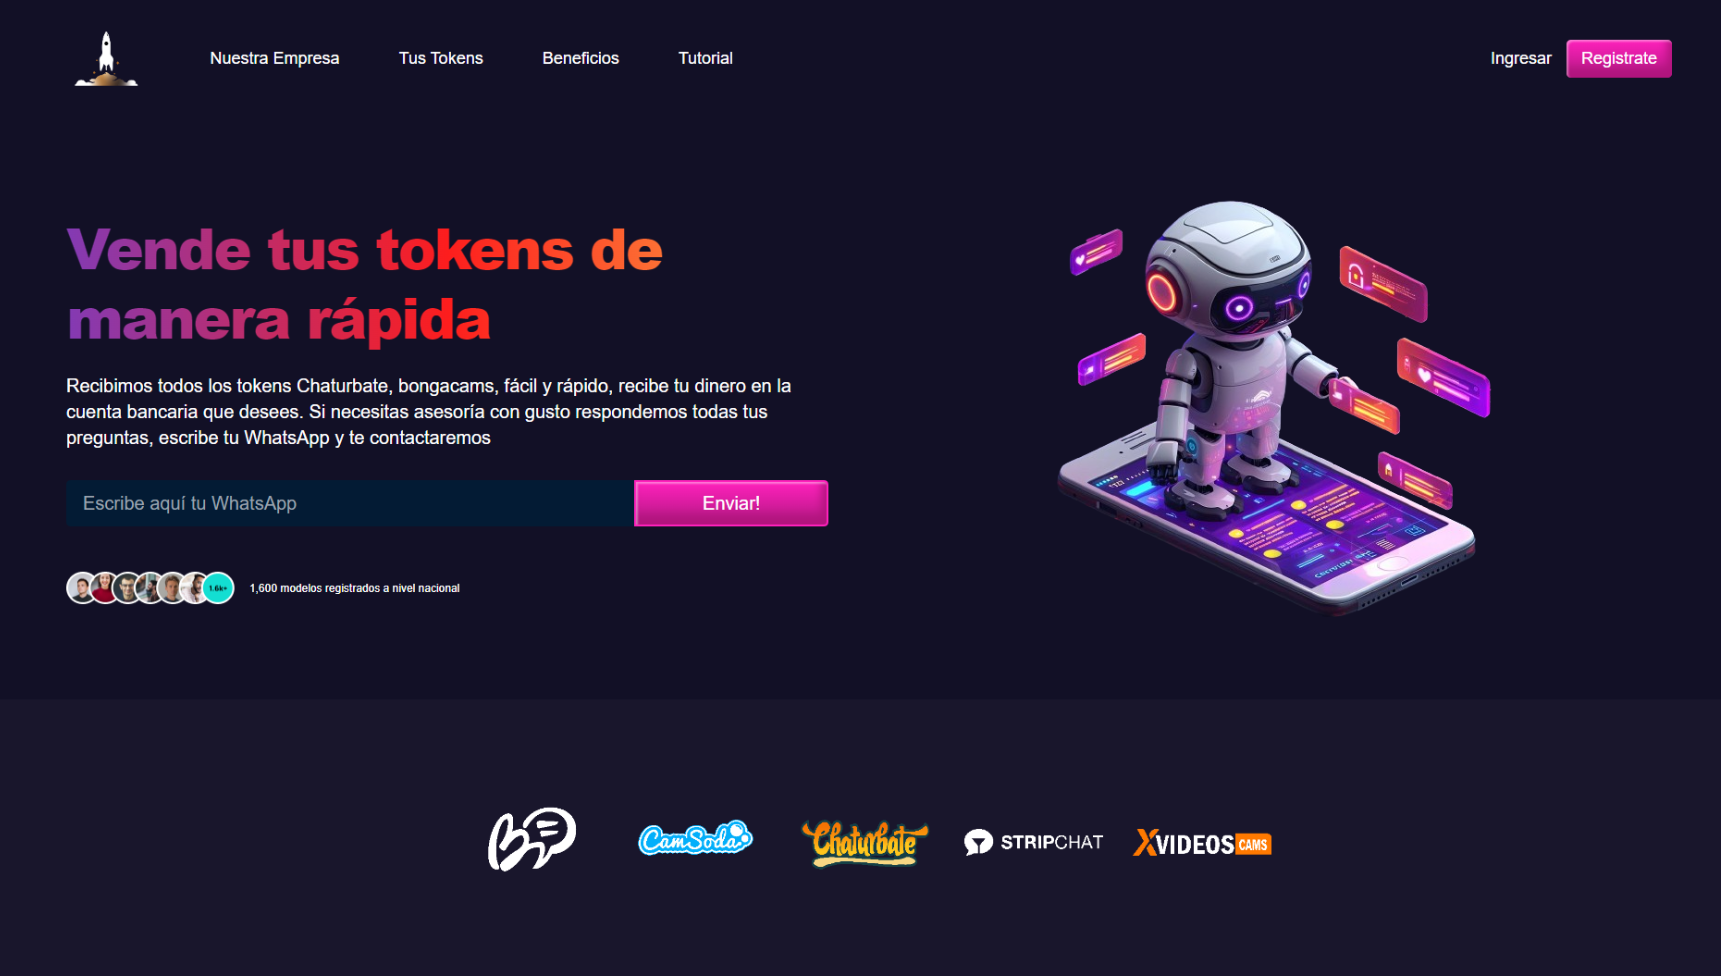 Nuestra Empresa
Tus Tokens
Beneficios
Tutorial
Ingresar
Registrate
Vende tus tokens de
manera rápida
Recibimos todos los tokens Chaturbate, bongacams, fácil y rápido, recibe tu dinero en la
cuenta bancaria que desees. Si necesitas asesoría con gusto respondemos todas tus
preguntas, escribe tu WhatsApp y te contactaremos
Escribe aquí tu WhatsApp
Enviar!
1.6k+
1,600 modelos registrados a nivel nacional
CamSoda
Chaturbate
STRIPCHAT
XVIDEOS CAMS